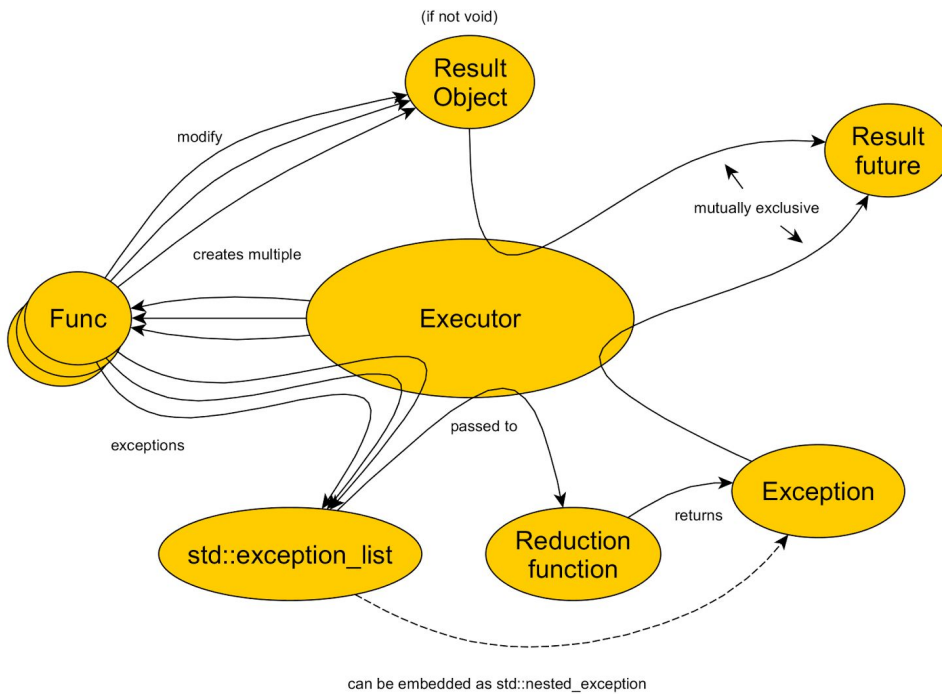 (if not void)
Result
Object
Result
future
modify
mutually exclusive
creates multiple
Func
Executor
exceptions
passed to
Exception
returns
std::exception_list
Reduction
function
can be embedded as std::nested_exception